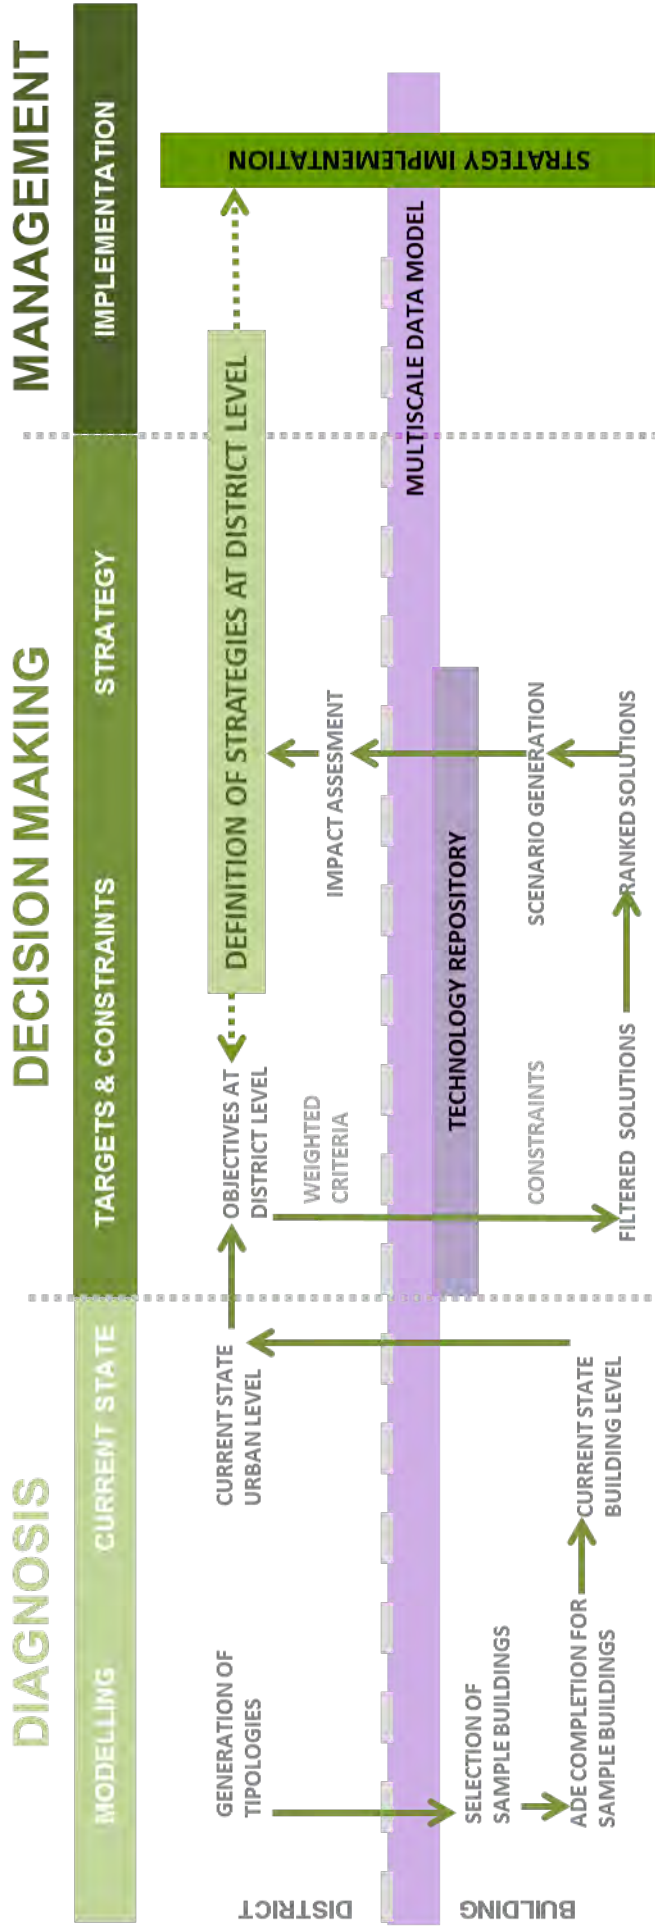 DIAGNOSIS
DECISION MAKING
MANAGEMENT
MODELLING
CURRENT STATE
TARGETS & CONSTRAINTS
STRATEGY
IMPLEMENTATION
DISTRICT
GENERATION OF
TIPOLOGIES
CURRENT STATE
URBAN LEVEL
OBJECTIVES AT
DISTRICT LEVEL
WEIGHTED
CRITERIA
DEFINITION OF STRATEGIES AT DISTRICT LEVEL
IMPACT ASSESMENT
STRATEGY IMPLEMENTATION
MULTISCALE DATA MODEL
TECHNOLOGY REPOSITORY
BUILDING
SELECTION OF
SAMPLE BUILDINGS
ADE COMPLETION FOR
SAMPLE BUILDINGS
CURRENT STATE
BUILDING LEVEL
CONSTRAINTS
FILTERED SOLUTIONS
SCENARIO GENERATION
RANKED SOLUTIONS